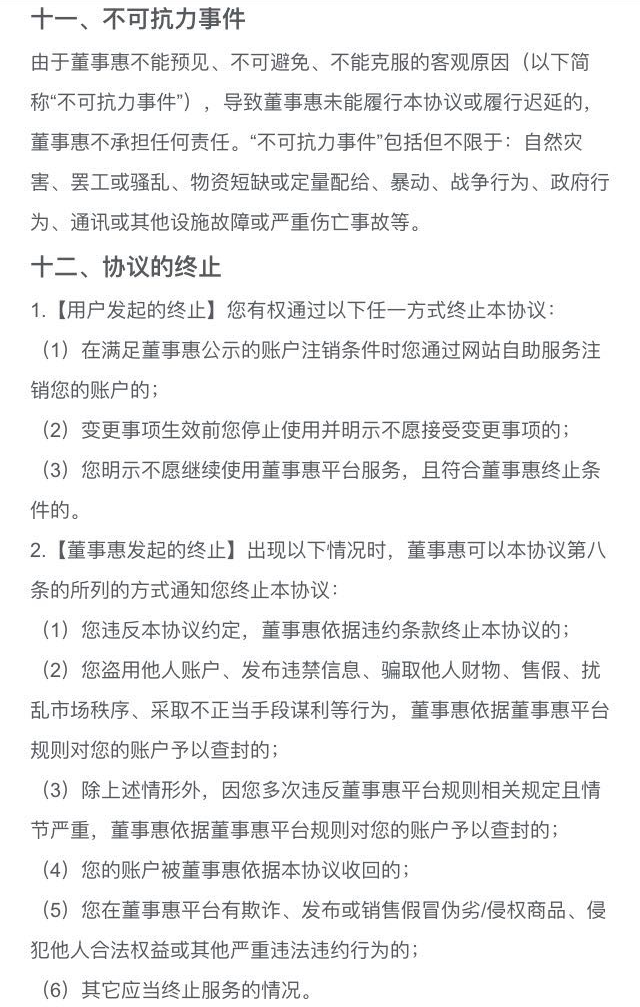 十一、不可抗力事件
由于董事惠不能预见、不可避免、不能克服的客观原因（以下简
称“不可抗力事件”），导致董事惠未能履行本协议或履行迟延的，
董事惠不承担任何责任。“不可抗力事件”包括但不限于：自然灾
害、罢工或骚乱、物资短缺或定量配给、暴动、战争行为、政府行
为、通讯或其他设施故障或严重伤亡事故等。
十二、协议的终止
1.【用户发起的终止】您有权通过以下任一方式终止本协议：
（1）在满足董事惠公示的账户注销条件时您通过网站自助服务注
销您的账户的；
（2）变更事项生效前您停止使用并明示不愿接受变更事项的；
（3）您明示不愿继续使用董事惠平台服务，且符合董事惠终止条
件的。
2.【董事惠发起的终止】出现以下情况时，董事惠可以本协议第八
条的所列的方式通知您终止本协议：
（1）您违反本协议约定，董事惠依据违约条款终止本协议的；
（2）您盗用他人账户、发布违禁信息、骗取他人财物、售假、扰
乱市场秩序、采取不正当手段谋利等行为，董事惠依据董事惠平台
规则对您的账户予以查封的；
（3）除上述情形外，因您多次违反董事惠平台规则相关规定且情
节严重，董事惠依据董事惠平台规则对您的账户予以查封的；
（4）您的账户被董事惠依据本协议收回的；
（5）您在董事惠平台有欺诈、发布或销售假冒伪劣/侵权商品、侵
犯他人合法权益或其他严重违法违约行为的；
（6）其它应当终止服务的情况。